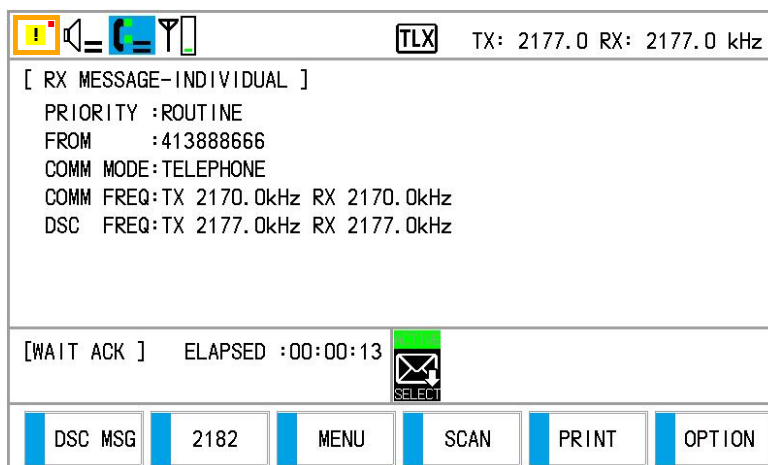 ! TLX TX: 2177.0 RX: 2177.0 kHz
[ RX MESSAGE-INDIVIDUAL ]
PRIORITY :ROUTINE
FROM :413888666
COMM MODE:TELEPHONE
COMM FREQ:TX 2170.0kHz RX 2170.0kHz
DSC FREQ:TX 2177.0kHz RX 2177.0kHz
[WAIT ACK ] ELAPSED :00:00:13
SELECT
DSC MSG 2182 MENU SCAN PRINT OPTION